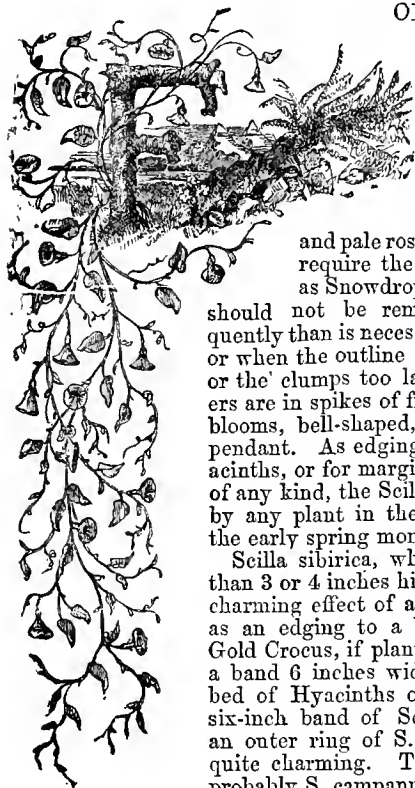 F
and pale ros
require the
as Snowdro
should not be rem
quently than is neces
or when the outline
or the' clumps too la
ers are in spikes of f
blooms, bell-shaped,
pendant. As edging
acinths, or for margi
of any kind, the Scil
by any plant in the
the early spring mor
Scilla sibirica, wh
than 3 or 4 inches hi
charming effect of a
as an edging to a
Gold Crocus, if plan
a band 6 inches wid
bed of Hyacinths o
six-inch band of Sc
an outer ring of S.
quite charming. T
probably S.